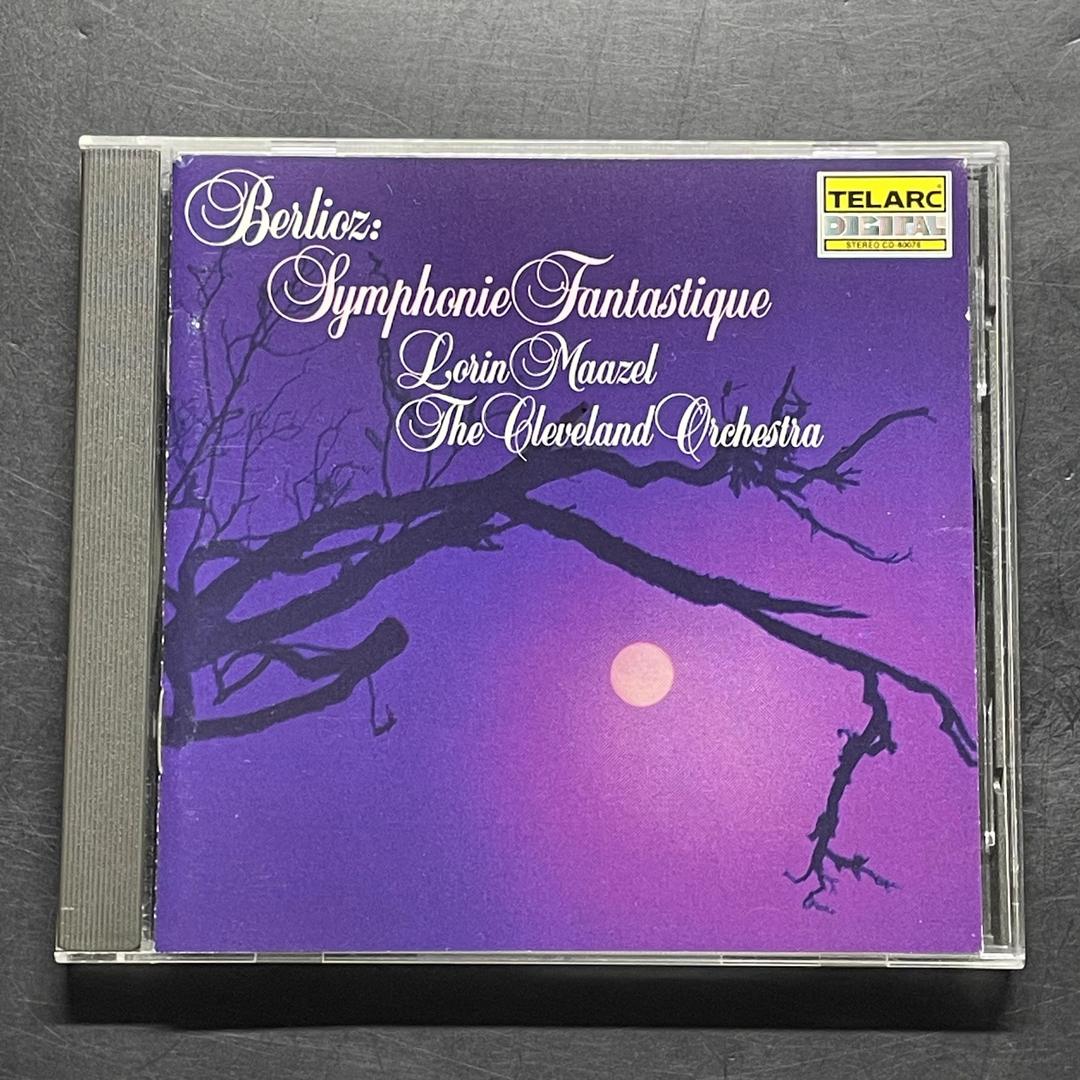 Berlioz:
Symphonie Fantastique
Lorin Maazel
The Cleveland Orchestra
TELARC
DIGITAL
STEREO CD-80076